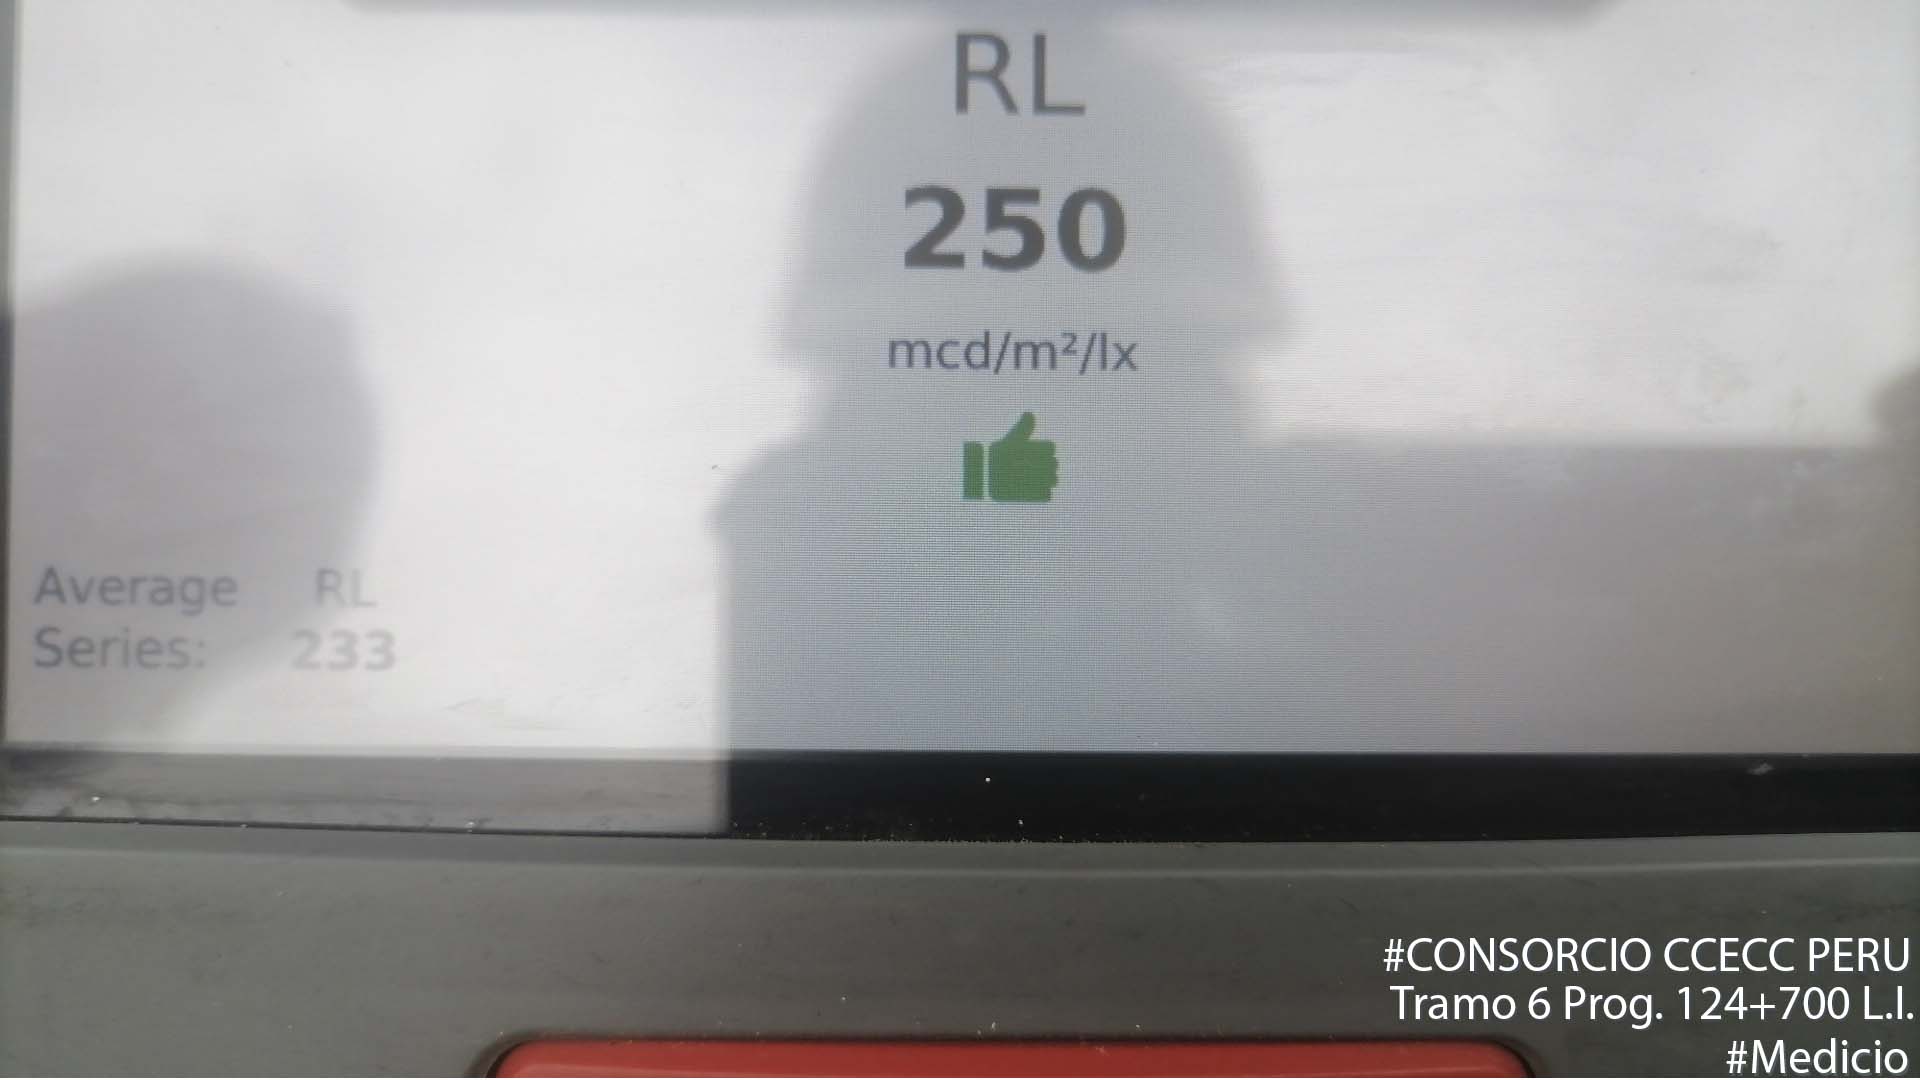 RL
250
mcd/m²/lx
Average RL
Series: 233
#CONSORCIO CCECC PERU
Tramo 6 Prog. 124+700 L.I.
#Medicio